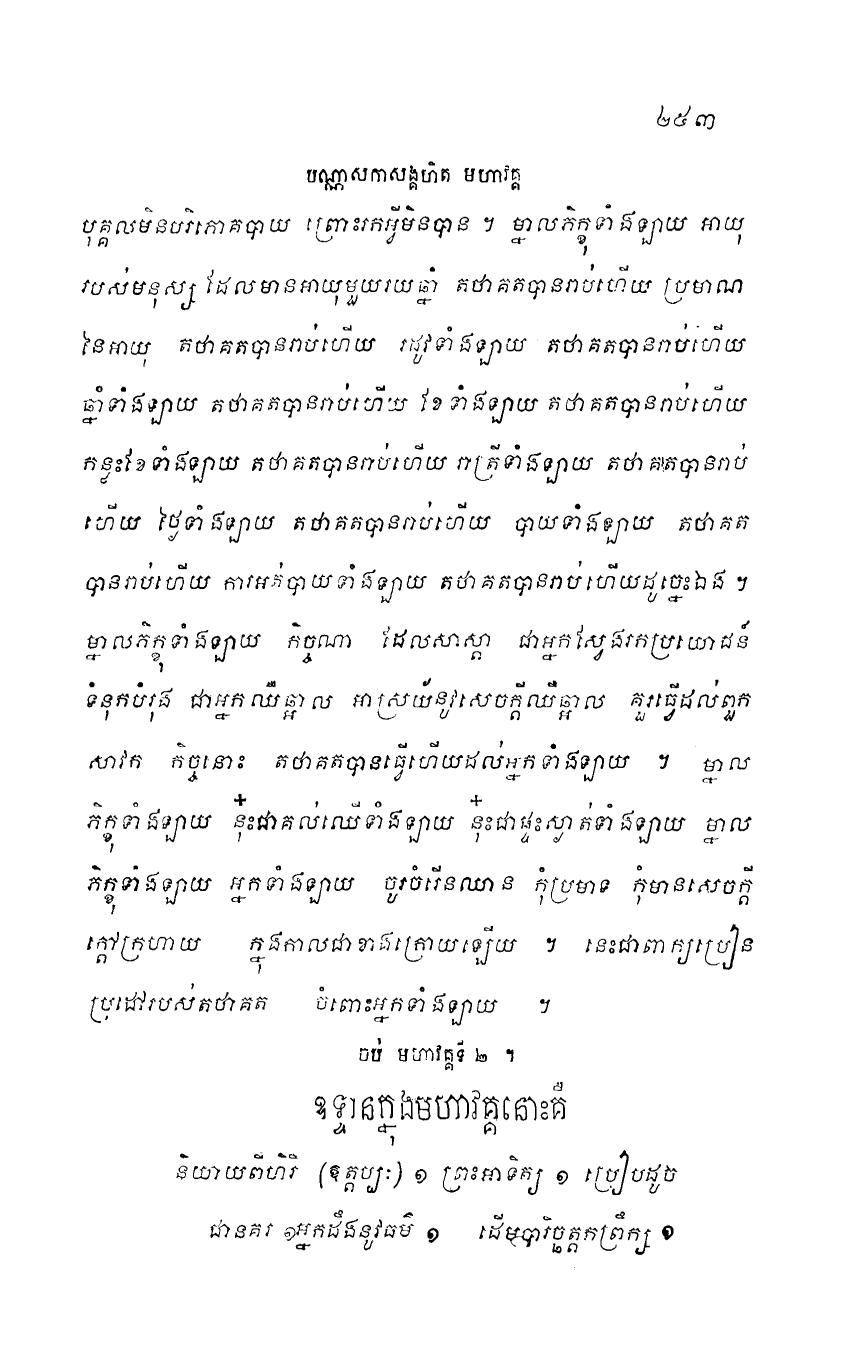 ២៥៣
បណ្ណាសកាសង្គហិត មហាវគ្គ
បុគ្គលមិនបរិភោគបាយ ព្រោះរកអ្វីមិនបាន ។ ម្នាលភិក្ខុទាំងឡាយ អាយុ
របស់មនុស្ស ដែលមានអាយុមួយរយឆ្នាំ តថាគតបានរាប់ហើយ ប្រមាណ
នៃអាយុ តថាគតបានរាប់ហើយ រដូវទាំងឡាយ តថាគតបានរាប់ហើយ
ឆ្នាំទាំងឡាយ តថាគតបានរាប់ហើយ ខែទាំងឡាយ តថាគតបានរាប់ហើយ
កន្លះខែទាំងឡាយ តថាគតបានរាប់ហើយ រាត្រីទាំងឡាយ តថាគតបានរាប់
ហើយ ថ្ងៃទាំងឡាយ តថាគតបានរាប់ហើយ បាយទាំងឡាយ តថាគត
បានរាប់ហើយ ការអត់បាយទាំងឡាយ តថាគតបានរាប់ហើយដូច្នេះឯង ។
ម្នាលភិក្ខុទាំងឡាយ កិច្ចណា ដែលសាស្តា ជាអ្នកស្វែងរកប្រយោជន៍
ទំនុកបំរុង ជាអ្នកឈឺឆ្អាល អាស្រ័យនូវសេចក្តីឈឺឆ្អាល គួរធ្វើដល់ពួក
សាវក កិច្ចនោះ តថាគតបានធ្វើហើយដល់អ្នកទាំងឡាយ ។ ម្នាល
ភិក្ខុទាំងឡាយ នុ៎ះជាគល់ឈើទាំងឡាយ នុ៎ះជាផ្ទះស្ងាត់ទាំងឡាយ ម្នាល
ភិក្ខុទាំងឡាយ អ្នកទាំងឡាយ ចូរចំរើនឈាន កុំប្រមាទ កុំមានសេចក្តី
ក្តៅក្រហាយ ក្នុងកាលជាខាងក្រោយឡើយ ។ នេះជាពាក្យប្រៀន
ប្រដៅរបស់តថាគត ចំពោះអ្នកទាំងឡាយ ។
ចប់ មហាវគ្គទី ២ ។
ឧទ្ទានក្នុងមហាវគ្គនោះគឺ
និយាយពីហិរិ (ឧត្តប្បៈ) ១ ព្រះអាទិត្យ ១ ប្រៀបដូច
ជានគរ ១អ្នកដឹងនូវធម៌ ១ ដើមបារិច្ឆត្តកព្រឹក្ស ១